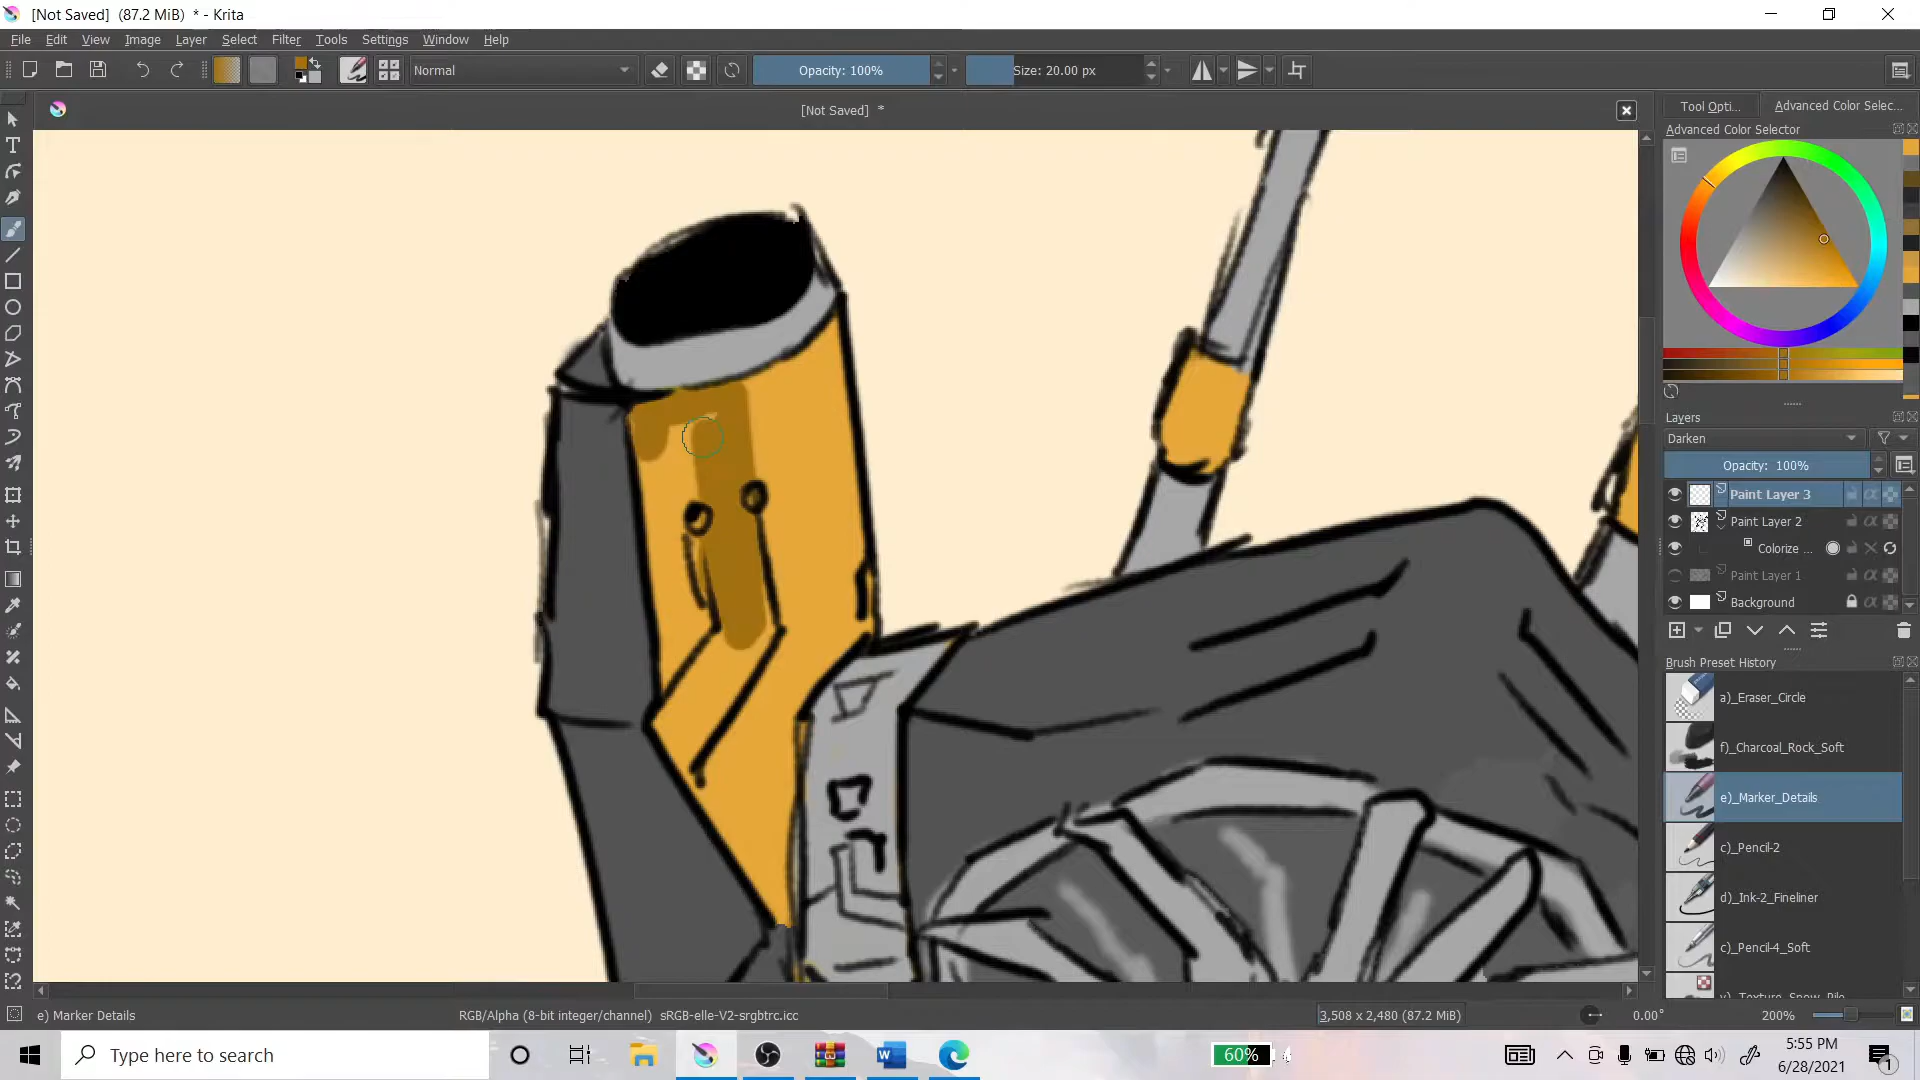 [Not Saved]  (87.2 MiB)  * - Krita
File Edit View Image Layer Select Filter Tools Settings Window Help
Normal Opacity: 100% Size: 20.00 px
[Not Saved]  *
Tool Opti... Advanced Color Selec...
Advanced Color Selector
Layers
Darken
Opacity:  100%
Paint Layer 3
Paint Layer 2
Colorize ...
Paint Layer 1
Background
Brush Preset History
a)_Eraser_Circle
f)_Charcoal_Rock_Soft
e)_Marker_Details
c)_Pencil-2
d)_Ink-2_Fineliner
c)_Pencil-4_Soft
e) Marker Details RGB/Alpha (8-bit integer/channel)  sRGB-elle-V2-srgbtrc.icc 3,508 x 2,480 (87.2 MiB) 0.00° 200%
Type here to search 60% 5:55 PM
6/28/2021 1